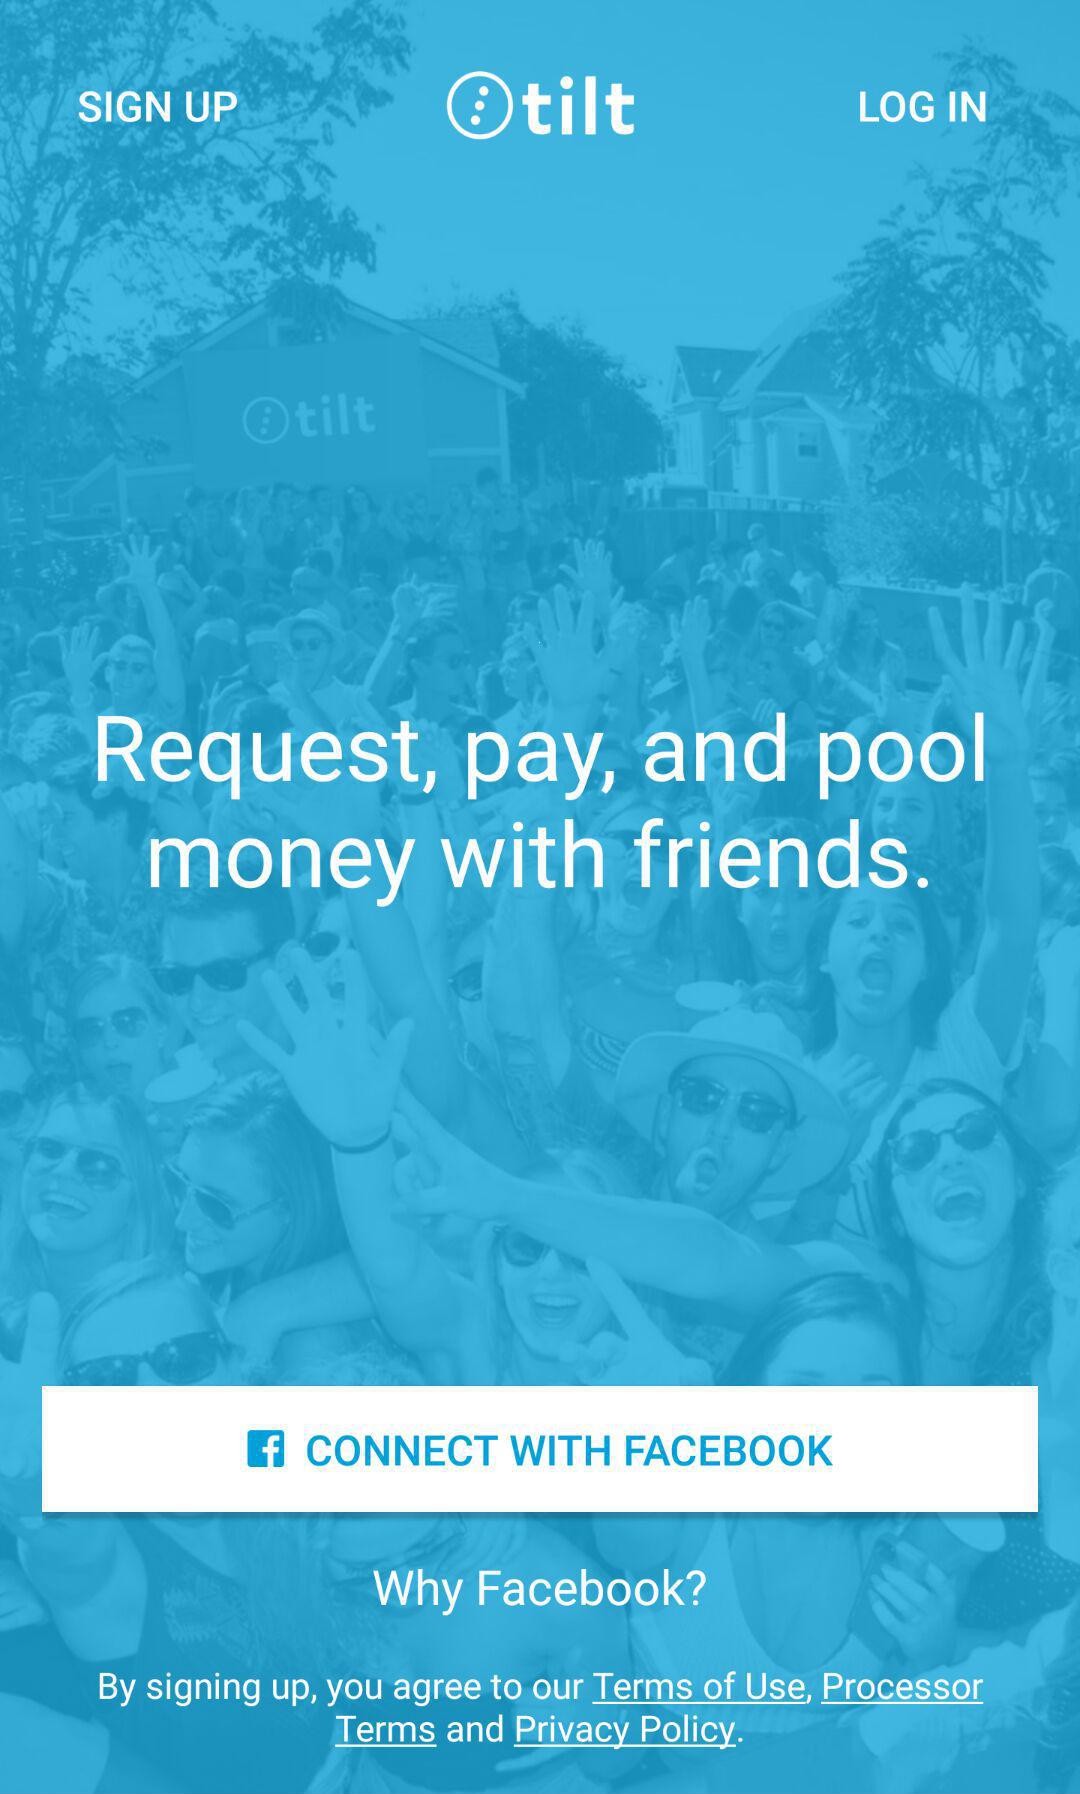 SIGN UP
tilt
LOG IN
tilt
Request, pay, and pool
money with friends.
CONNECT WITH FACEBOOK
Why Facebook?
By signing up, you agree to our Terms of Use, Processor
Terms and Privacy Policy.